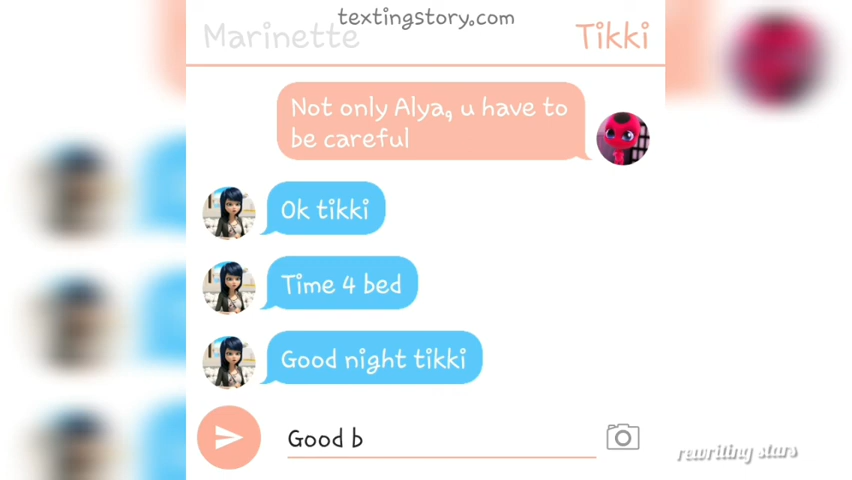 textingstory.com
Marinette
Tikki
Not only Alya, u have to
be careful
Ok tikki
Time 4 bed
Good night tikki
Good b
rewriting stars